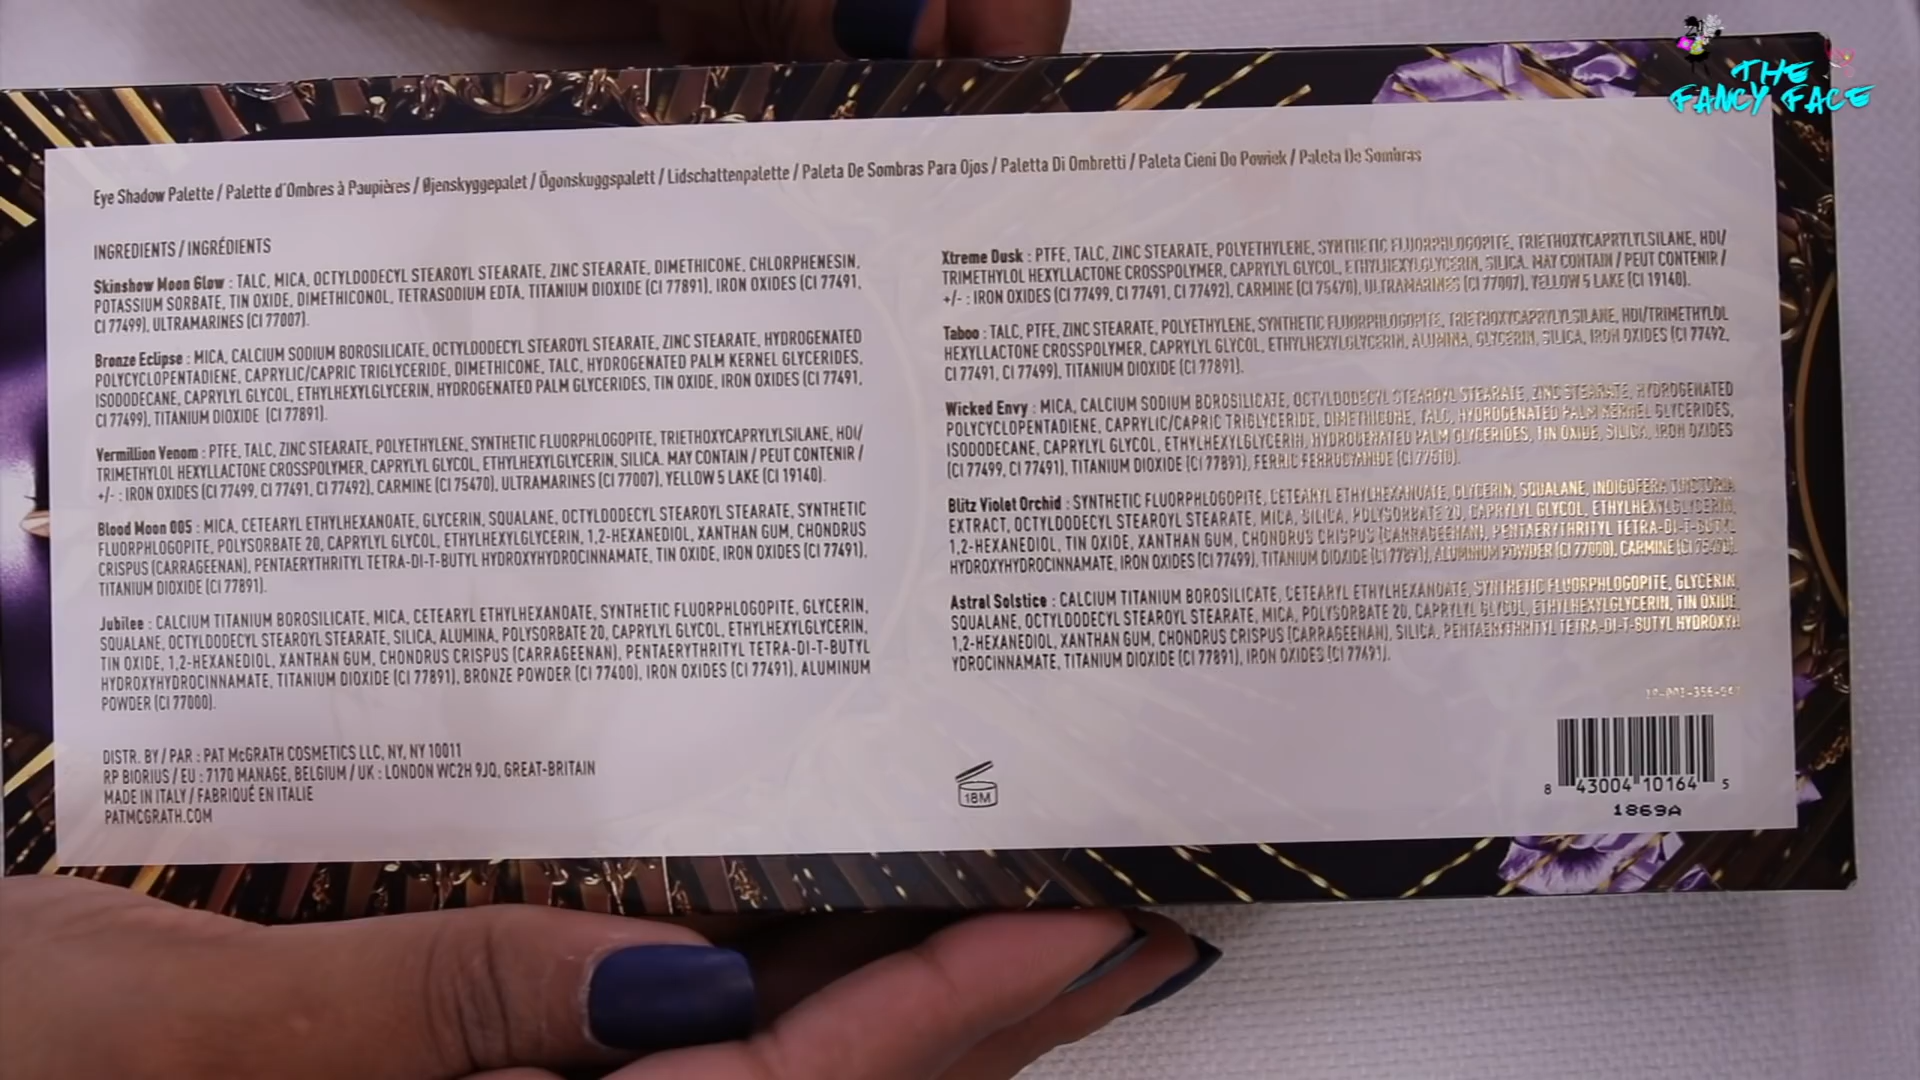 THE
FANCY FACE
Eye Shadow Palette / Palette d'Ombres à Paupières / Øjenskyggepalet / Ögonskuggspalett / Lidschattenpalette / Paleta De Sombras Para Ojos / Paletta Di Ombretti / Paleta Cieni Do Powiek / Paleta De Sombras
INGREDIENTS / INGRÉDIENTS
Skinshow Moon Glow : TALC, MICA, OCTYLDODECYL STEAROYL STEARATE, ZINC STEARATE, DIMETHICONE, CHLORPHENESIN,
POTASSIUM SORBATE, TIN OXIDE, DIMETHICONOL, TETRASODIUM EDTA, TITANIUM DIOXIDE (CI 77891), IRON OXIDES (CI 77491,
CI 77499), ULTRAMARINES (CI 77007).
Bronze Eclipse : MICA, CALCIUM SODIUM BOROSILICATE, OCTYLDODECYL STEAROYL STEARATE, ZINC STEARATE, HYDROGENATED
POLYCYCLOPENTADIENE, CAPRYLIC/CAPRIC TRIGLYCERIDE, DIMETHICONE, TALC, HYDROGENATED PALM KERNEL GLYCERIDES,
ISODODECANE, CAPRYLYL GLYCOL, ETHYLHEXYLGLYCERIN, HYDROGENATED PALM GLYCERIDES, TIN OXIDE, IRON OXIDES (CI 77491,
CI 77499), TITANIUM DIOXIDE (CI 77891).
Vermillion Venom : PTFE, TALC, ZINC STEARATE, POLYETHYLENE, SYNTHETIC FLUORPHLOGOPITE, TRIETHOXYCAPRYLYLSILANE, HDI/
TRIMETHYLOL HEXYLLACTONE CROSSPOLYMER, CAPRYLYL GLYCOL, ETHYLHEXYLGLYCERIN, SILICA. MAY CONTAIN / PEUT CONTENIR /
+/- : IRON OXIDES (CI 77499, CI 77491, CI 77492), CARMINE (CI 75470), ULTRAMARINES (CI 77007), YELLOW 5 LAKE (CI 19140).
Blood Moon 005 : MICA, CETEARYL ETHYLHEXANOATE, GLYCERIN, SQUALANE, OCTYLDODECYL STEAROYL STEARATE, SYNTHETIC
FLUORPHLOGOPITE, POLYSORBATE 20, CAPRYLYL GLYCOL, ETHYLHEXYLGLYCERIN, 1,2-HEXANEDIOL, XANTHAN GUM, CHONDRUS
CRISPUS (CARRAGEENAN), PENTAERYTHRITYL TETRA-DI-T-BUTYL HYDROXYHYDROCINNAMATE, TIN OXIDE, IRON OXIDES (CI 77491),
TITANIUM DIOXIDE (CI 77891).
Jubilee : CALCIUM TITANIUM BOROSILICATE, MICA, CETEARYL ETHYLHEXANOATE, SYNTHETIC FLUORPHLOGOPITE, GLYCERIN,
SQUALANE, OCTYLDODECYL STEAROYL STEARATE, SILICA, ALUMINA, POLYSORBATE 20, CAPRYLYL GLYCOL, ETHYLHEXYLGLYCERIN,
TIN OXIDE, 1,2-HEXANEDIOL, XANTHAN GUM, CHONDRUS CRISPUS (CARRAGEENAN), PENTAERYTHRITYL TETRA-DI-T-BUTYL
HYDROXYHYDROCINNAMATE, TITANIUM DIOXIDE (CI 77891), BRONZE POWDER (CI 77400), IRON OXIDES (CI 77491), ALUMINUM
POWDER (CI 77000).
DISTR. BY / PAR : PAT McGRATH COSMETICS LLC, NY, NY 10011
RP BIORIUS / EU : 7170 MANAGE, BELGIUM / UK : LONDON WC2H 9JQ, GREAT-BRITAIN
MADE IN ITALY / FABRIQUÉ EN ITALIE
PATMCGRATH.COM
Xtreme Dusk : PTFE, TALC, ZINC STEARATE, POLYETHYLENE, SYNTHETIC FLUORPHLOGOPITE, TRIETHOXYCAPRYLYLSILANE, HDI/
TRIMETHYLOL HEXYLLACTONE CROSSPOLYMER, CAPRYLYL GLYCOL, ETHYLHEXYLGLYCERIN, SILICA. MAY CONTAIN / PEUT CONTENIR /
+/- : IRON OXIDES (CI 77499, CI 77491, CI 77492), CARMINE (CI 75470), ULTRAMARINES (CI 77007), YELLOW 5 LAKE (CI 19140).
Taboo : TALC, PTFE, ZINC STEARATE, POLYETHYLENE, SYNTHETIC FLUORPHLOGOPITE, TRIETHOXYCAPRYLYLSILANE, HDI/TRIMETHYLOL
HEXYLLACTONE CROSSPOLYMER, CAPRYLYL GLYCOL, ETHYLHEXYLGLYCERIN, ALUMINA, GLYCERIN, SILICA, IRON OXIDES (CI 77492,
CI 77491, CI 77499), TITANIUM DIOXIDE (CI 77891).
Wicked Envy : MICA, CALCIUM SODIUM BOROSILICATE, OCTYLDODECYL STEAROYL STEARATE, ZINC STEARATE, HYDROGENATED
POLYCYCLOPENTADIENE, CAPRYLIC/CAPRIC TRIGLYCERIDE, DIMETHICONE, TALC, HYDROGENATED PALM KERNEL GLYCERIDES,
ISODODECANE, CAPRYLYL GLYCOL, ETHYLHEXYLGLYCERIN, HYDROGENATED PALM GLYCERIDES, TIN OXIDE, SILICA, IRON OXIDES
(CI 77499, CI 77491), TITANIUM DIOXIDE (CI 77891), FERRIC FERROCYANIDE (CI 77510).
Blitz Violet Orchid : SYNTHETIC FLUORPHLOGOPITE, CETEARYL ETHYLHEXANOATE, GLYCERIN, SQUALANE, INDIGOFERA TINCTORIA
EXTRACT, OCTYLDODECYL STEAROYL STEARATE, MICA, SILICA, POLYSORBATE 20, CAPRYLYL GLYCOL, ETHYLHEXYLGLYCERIN,
1,2-HEXANEDIOL, TIN OXIDE, XANTHAN GUM, CHONDRUS CRISPUS (CARRAGEENAN), PENTAERYTHRITYL TETRA-DI-T-BUTYL
HYDROXYHYDROCINNAMATE, IRON OXIDES (CI 77499), TITANIUM DIOXIDE (CI 77891), ALUMINUM POWDER (CI 77000), CARMINE (CI 75470).
Astral Solstice : CALCIUM TITANIUM BOROSILICATE, CETEARYL ETHYLHEXANOATE, SYNTHETIC FLUORPHLOGOPITE, GLYCERIN,
SQUALANE, OCTYLDODECYL STEAROYL STEARATE, MICA, POLYSORBATE 20, CAPRYLYL GLYCOL, ETHYLHEXYLGLYCERIN, TIN OXIDE,
1,2-HEXANEDIOL, XANTHAN GUM, CHONDRUS CRISPUS (CARRAGEENAN), SILICA, PENTAERYTHRITYL TETRA-DI-T-BUTYL HYDROXYH
YDROCINNAMATE, TITANIUM DIOXIDE (CI 77891), IRON OXIDES (CI 77491).
18M
8 43004 10164 5
1869A